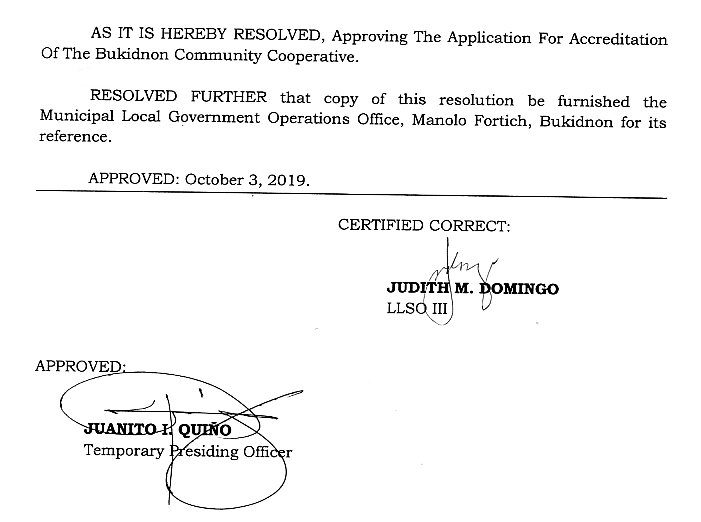 AS IT IS HEREBY RESOLVED, Approving The Application For Accreditation
Of The Bukidnon Community Cooperative.
RESOLVED FURTHER that copy of this resolution be furnished the
Municipal Local Government Operations Office, Manolo Fortich, Bukidnon for its
reference.
APPROVED: October 3, 2019.
CERTIFIED CORRECT:
JUDITH M. DOMINGO
LLSO III
APPROVED:
JUANITO I. QUIÑO
Temporary Presiding Officer